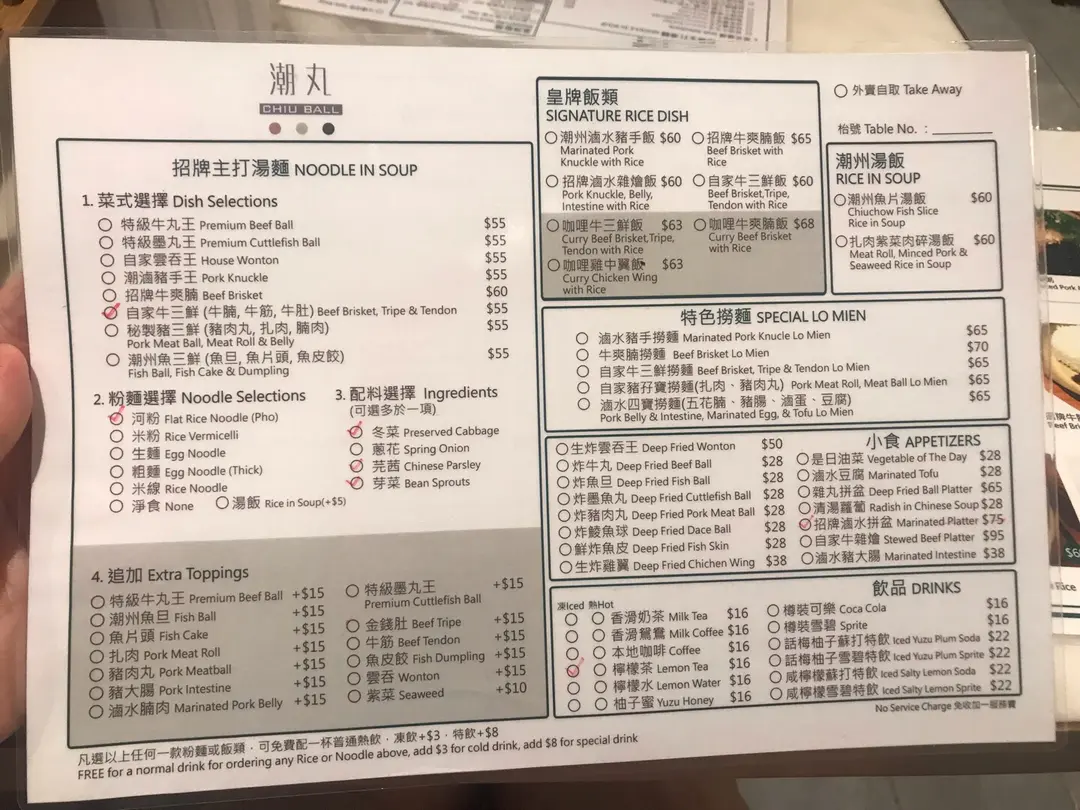 潮丸
CHIU BALL
招牌主打湯麵 NOODLE IN SOUP
1. 菜式選擇 Dish Selections
特級牛丸王 Premium Beef Ball $55
特級墨丸王 Premium Cuttlefish Ball $55
自家雲吞王 House Wonton $55
潮滷豬手王 Pork Knuckle $55
招牌牛爽腩 Beef Brisket $60
自家牛三鮮 (牛腩, 牛筋, 牛肚) Beef Brisket, Tripe & Tendon $55
秘製豬三鮮 (豬肉丸, 扎肉, 腩肉) $55
Pork Meat Ball, Meat Roll & Belly
潮州魚三鮮 (魚旦, 魚片頭, 魚皮餃) $55
Fish Ball, Fish Cake & Dumpling
2. 粉麵選擇 Noodle Selections
河粉 Flat Rice Noodle (Pho)
米粉 Rice Vermicelli
生麵 Egg Noodle
粗麵 Egg Noodle (Thick)
米線 Rice Noodle
淨食 None 湯飯 Rice in Soup(+$5)
3. 配料選擇 Ingredients
(可選多於一項)
冬菜 Preserved Cabbage
蔥花 Spring Onion
芫茜 Chinese Parsley
芽菜 Bean Sprouts
4. 追加 Extra Toppings
特級牛丸王 Premium Beef Ball +$15
潮州魚旦 Fish Ball +$15
魚片頭 Fish Cake +$15
扎肉 Pork Meat Roll +$15
豬肉丸 Pork Meatball +$15
豬大腸 Pork Intestine +$15
滷水腩肉 Marinated Pork Belly +$15
特級墨丸王 +$15
Premium Cuttlefish Ball
金錢肚 Beef Tripe +$15
牛筋 Beef Tendon +$15
魚皮餃 Fish Dumpling +$15
雲吞 Wonton +$15
紫菜 Seaweed +$10
凡選以上任何一款粉麵或飯類，可免費配一杯普通熱飲，凍飲+$3，特飲+$8
FREE for a normal drink for ordering any Rice or Noodle above, add $3 for cold drink, add $8 for special drink
皇牌飯類
SIGNATURE RICE DISH
潮州滷水豬手飯 $60
Marinated Pork
Knuckle with Rice
招牌牛爽腩飯 $65
Beef Brisket with
Rice
招牌滷水雜燴飯 $60
Pork Knuckle, Belly,
Intestine with Rice
自家牛三鮮飯 $60
Beef Brisket,Tripe,
Tendon with Rice
咖哩牛三鮮飯 $63
Curry Beef Brisket,Tripe,
Tendon with Rice
咖哩牛爽腩飯 $68
Curry Beef Brisket
with Rice
咖哩雞中翼飯 $63
Curry Chicken Wing
with Rice
外賣自取 Take Away
枱號 Table No. :
潮州湯飯
RICE IN SOUP
潮州魚片湯飯 $60
Chiuchow Fish Slice
Rice in Soup
扎肉紫菜肉碎湯飯 $60
Meat Roll, Minced Pork &
Seaweed Rice in Soup
特色撈麵 SPECIAL LO MIEN
滷水豬手撈麵 Marinated Pork Knucle Lo Mien $65
牛爽腩撈麵 Beef Brisket Lo Mien $70
自家牛三鮮撈麵 Beef Brisket, Tripe & Tendon Lo Mien $65
自家豬孖寶撈麵(扎肉、豬肉丸) Pork Meat Roll, Meat Ball Lo Mien $65
滷水四寶撈麵(五花腩、豬腸、滷蛋、豆腐) $65
Pork Belly & Intestine, Marinated Egg, & Tofu Lo Mien
小食 APPETIZERS
生炸雲吞王 Deep Fried Wonton $50
炸牛丸 Deep Fried Beef Ball $28
炸魚旦 Deep Fried Fish Ball $28
炸墨魚丸 Deep Fried Cuttlefish Ball $28
炸豬肉丸 Deep Fried Pork Meat Ball $28
炸鯪魚球 Deep Fried Dace Ball $28
鮮炸魚皮 Deep Fried Fish Skin $28
生炸雞翼 Deep Fried Chichen Wing $38
是日油菜 Vegetable of The Day $28
滷水豆腐 Marinated Tofu $28
雜丸拼盆 Deep Fried Ball Platter $65
清湯蘿蔔 Radish in Chinese Soup $28
招牌滷水拼盆 Marinated Platter $75
自家牛雜燴 Stewed Beef Platter $95
滷水豬大腸 Marinated Intestine $38
飲品 DRINKS
凍Iced 熱Hot
香滑奶茶 Milk Tea $16
香滑鴛鴦 Milk Coffee $16
本地咖啡 Coffee $16
檸檬茶 Lemon Tea $16
檸檬水 Lemon Water $16
柚子蜜 Yuzu Honey $16
樽裝可樂 Coca Cola $16
樽裝雪碧 Sprite $16
話梅柚子蘇打特飲 Iced Yuzu Plum Soda $22
話梅柚子雪碧特飲 Iced Yuzu Plum Sprite $22
咸檸檬蘇打特飲 Iced Salty Lemon Soda $22
咸檸檬雪碧特飲 Iced Salty Lemon Sprite $22
No Service Charge 免收加一服務費